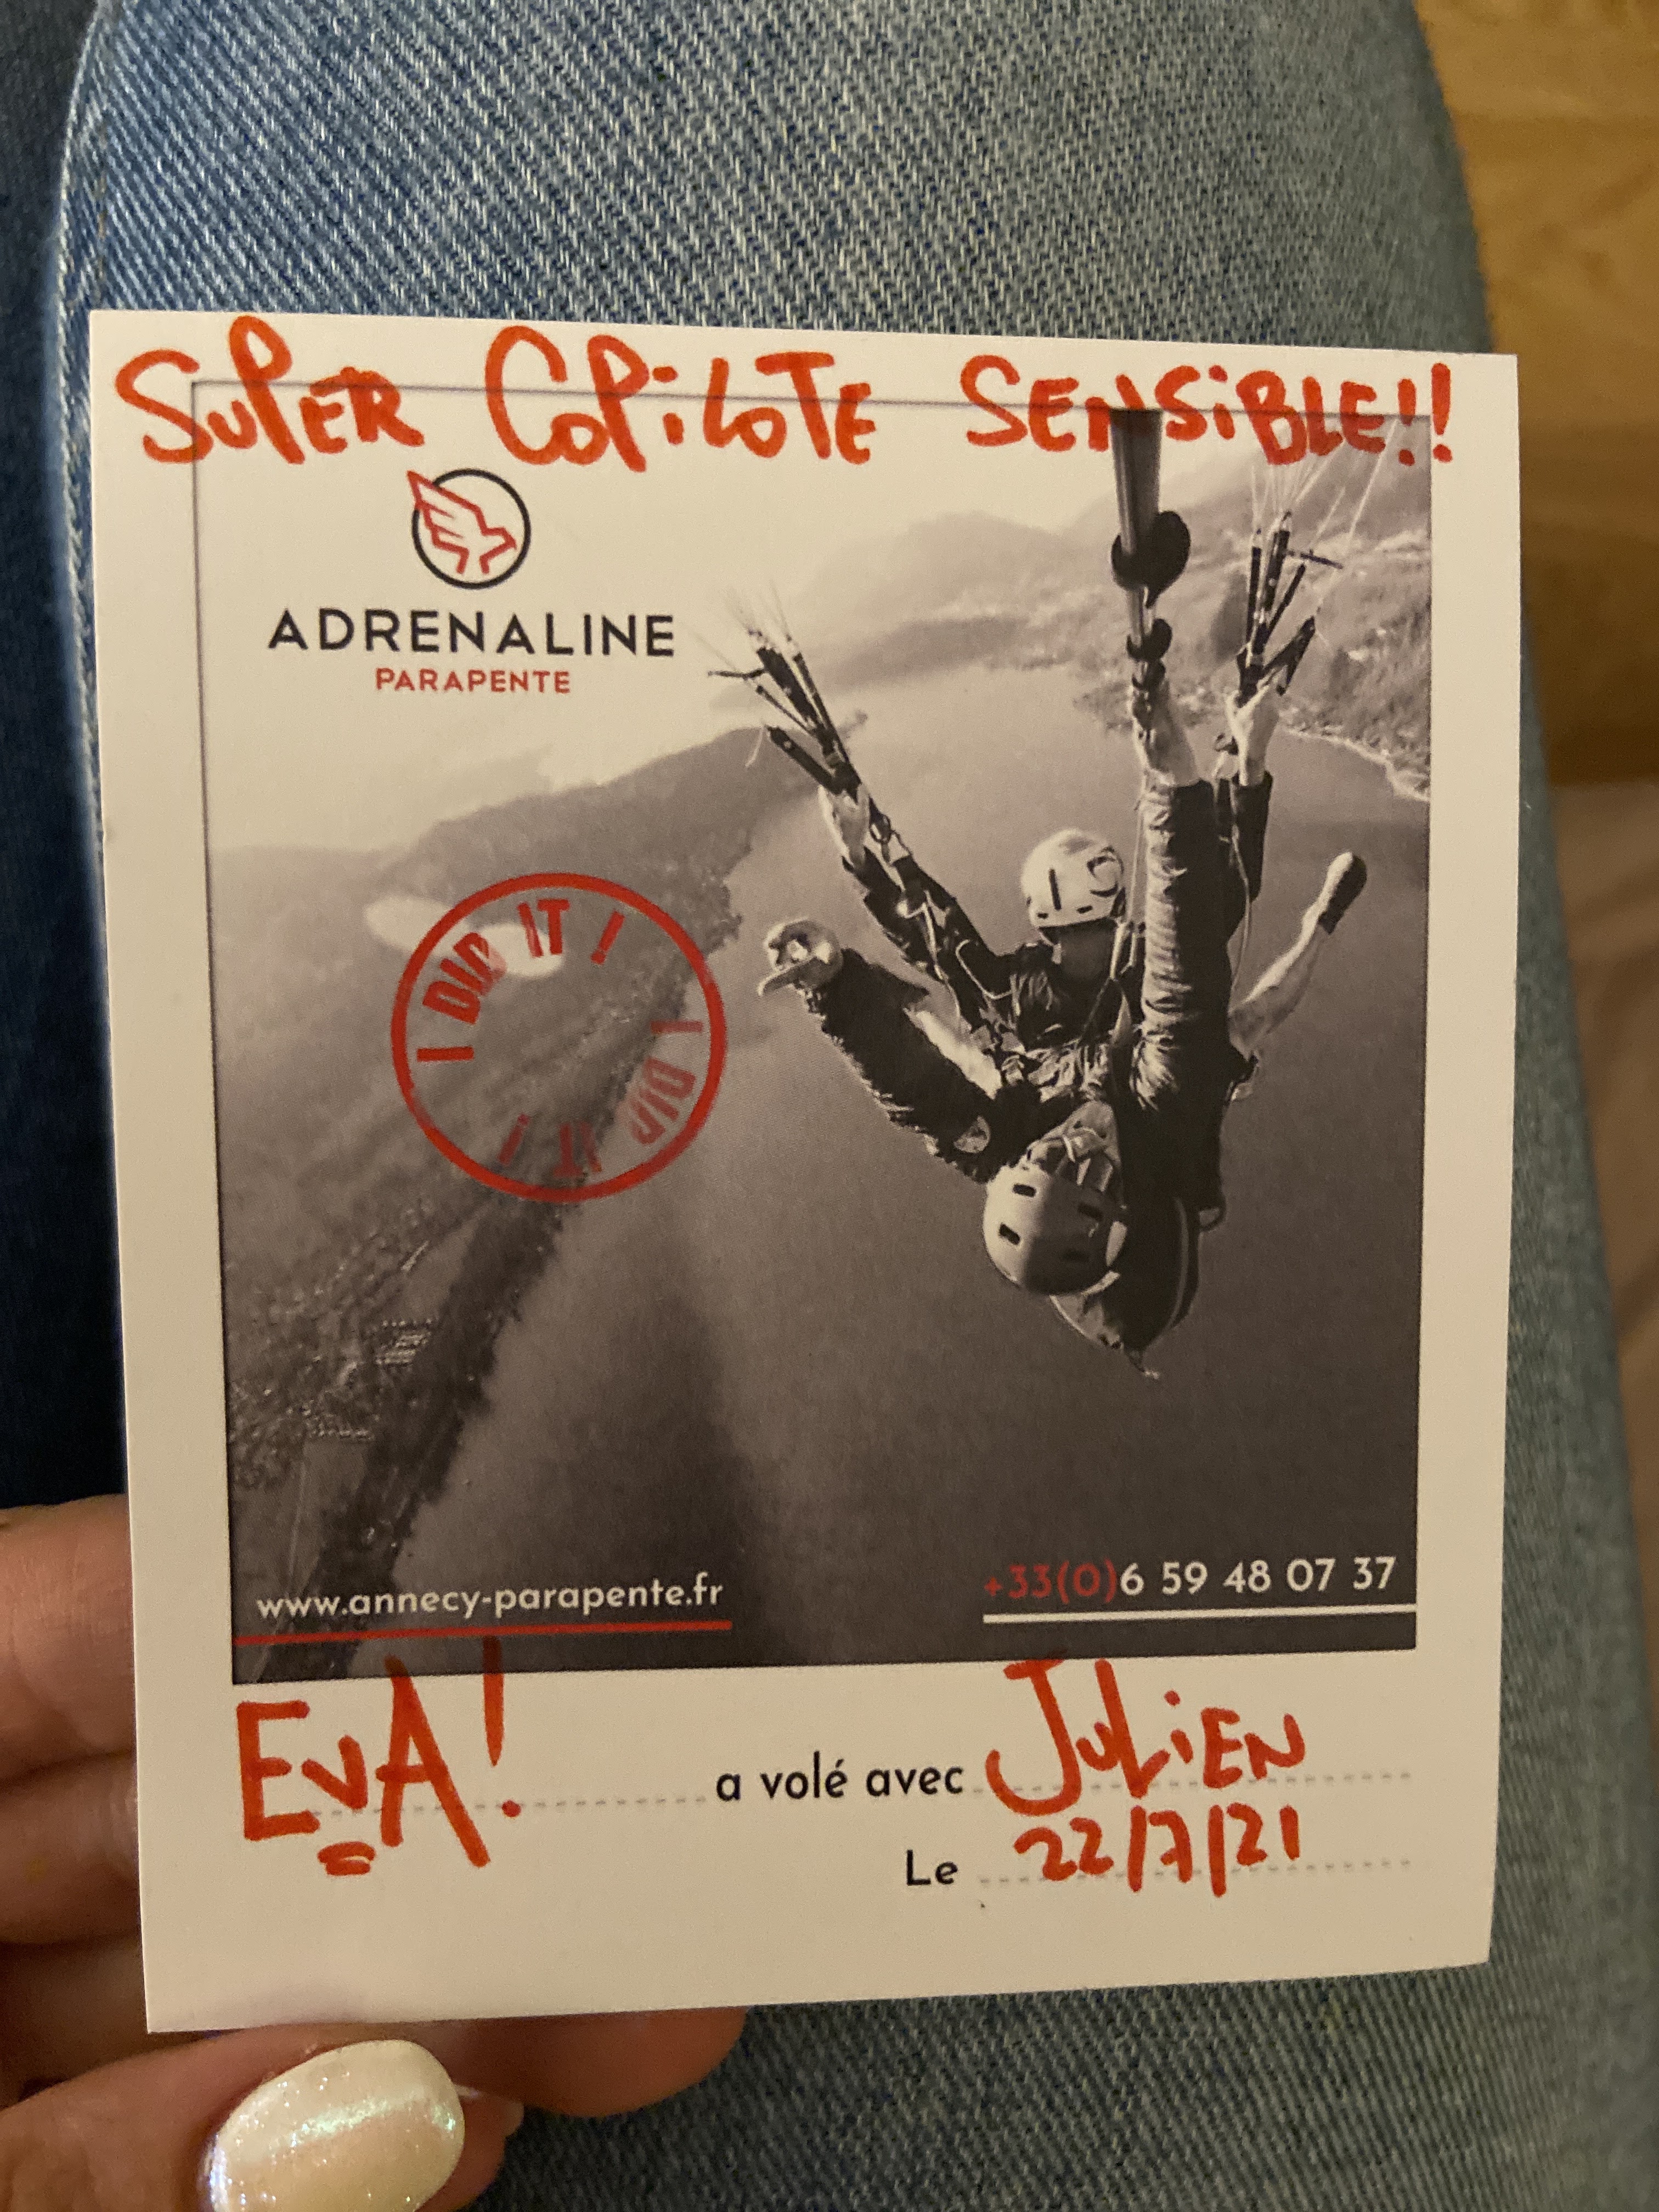 SUPER COPILOTE SENSIBLE!!
ADRENALINE
PARAPENTE
I DID IT !
I DID IT !
www.annecy-parapente.fr
+33(0)6 59 48 07 37
EVA! a volé avec JULIEN
Le 22/7/21